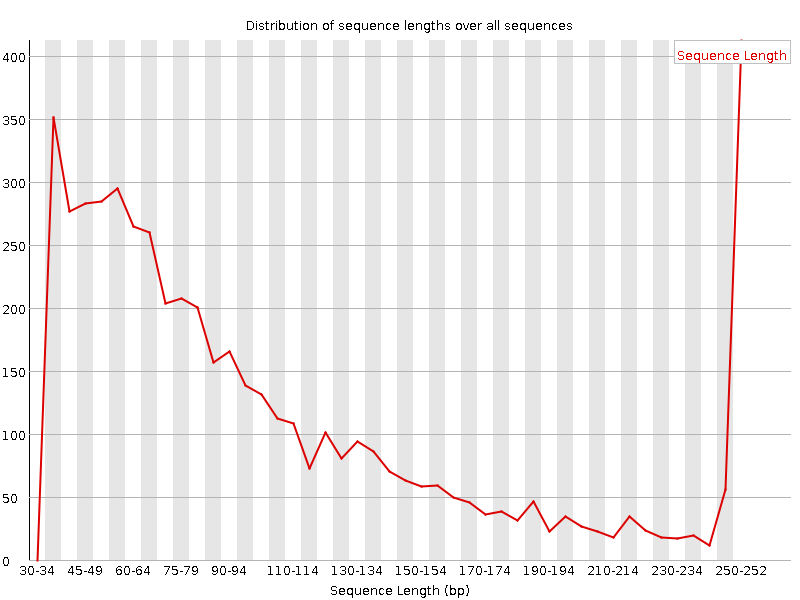 Distribution of sequence lengths over all sequences
Sequence Length
400
350
300
250
200
150
100
50
0
30-34 45-49 60-64 75-79 90-94 110-114 130-134 150-154 170-174 190-194 210-214 230-234 250-252
Sequence Length (bp)